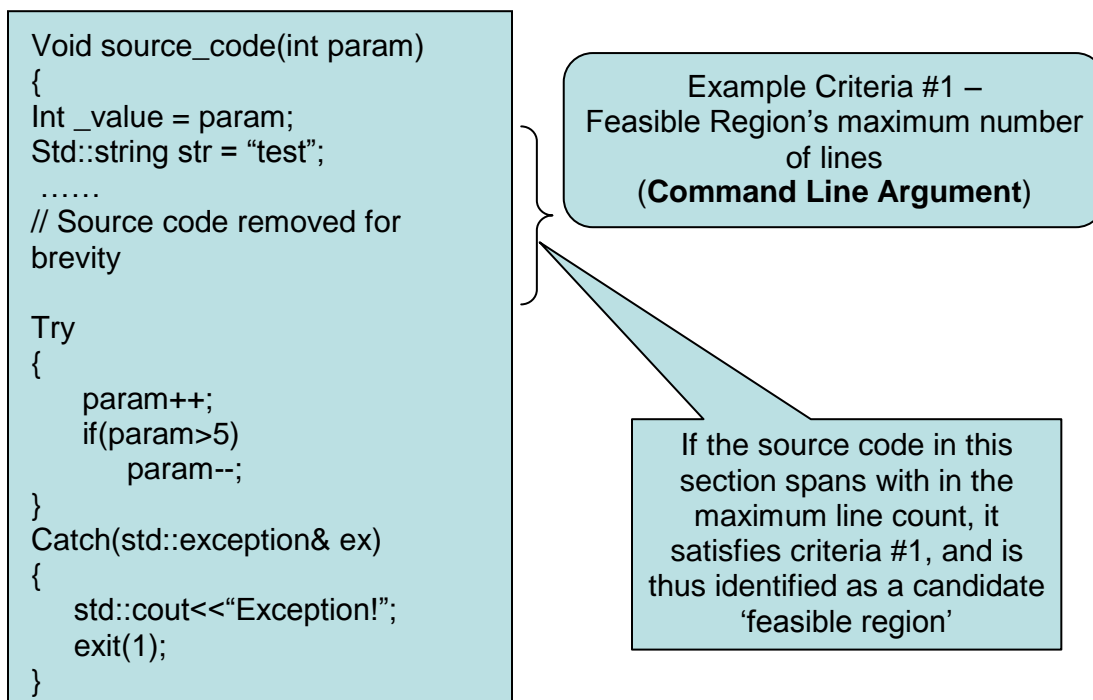 Void source_code(int param)
{
Int _value = param;
Std::string str = “test”;
……
// Source code removed for
brevity
Try
{
param++;
if(param>5)
param--;
}
Catch(std::exception& ex)
{
std::cout<<“Exception!”;
exit(1);
}
Example Criteria #1 –
Feasible Region’s maximum number
of lines
(Command Line Argument)
If the source code in this
section spans with in the
maximum line count, it
satisfies criteria #1, and is
thus identified as a candidate
‘feasible region’